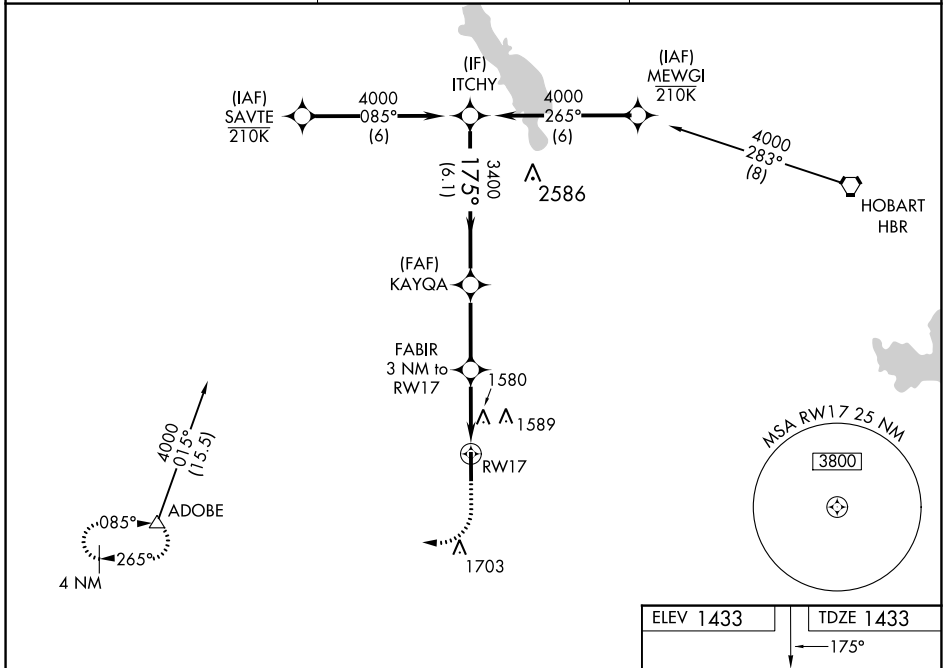 (IF)
ITCHY
(IAF)
MEWGI
210K
(IAF)
SAVTE
210K
4000
085°
(6)
4000
265°
(6)
4000
283°
(8)
3400
175°
(6.1)
2586
HOBART
HBR
(FAF)
KAYQA
FABIR
3 NM to
RW17
1580
1589
RW17
MSA RW17 25 NM
3800
4000
015°
(15.5)
ADOBE
085°
265°
4 NM
1703
ELEV 1433
TDZE 1433
175°